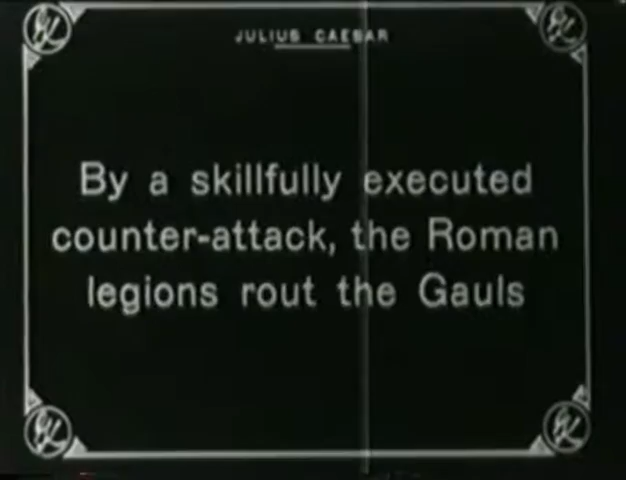 JULIUS CAESAR
By a skillfully executed
counter-attack, the Roman
legions rout the Gauls